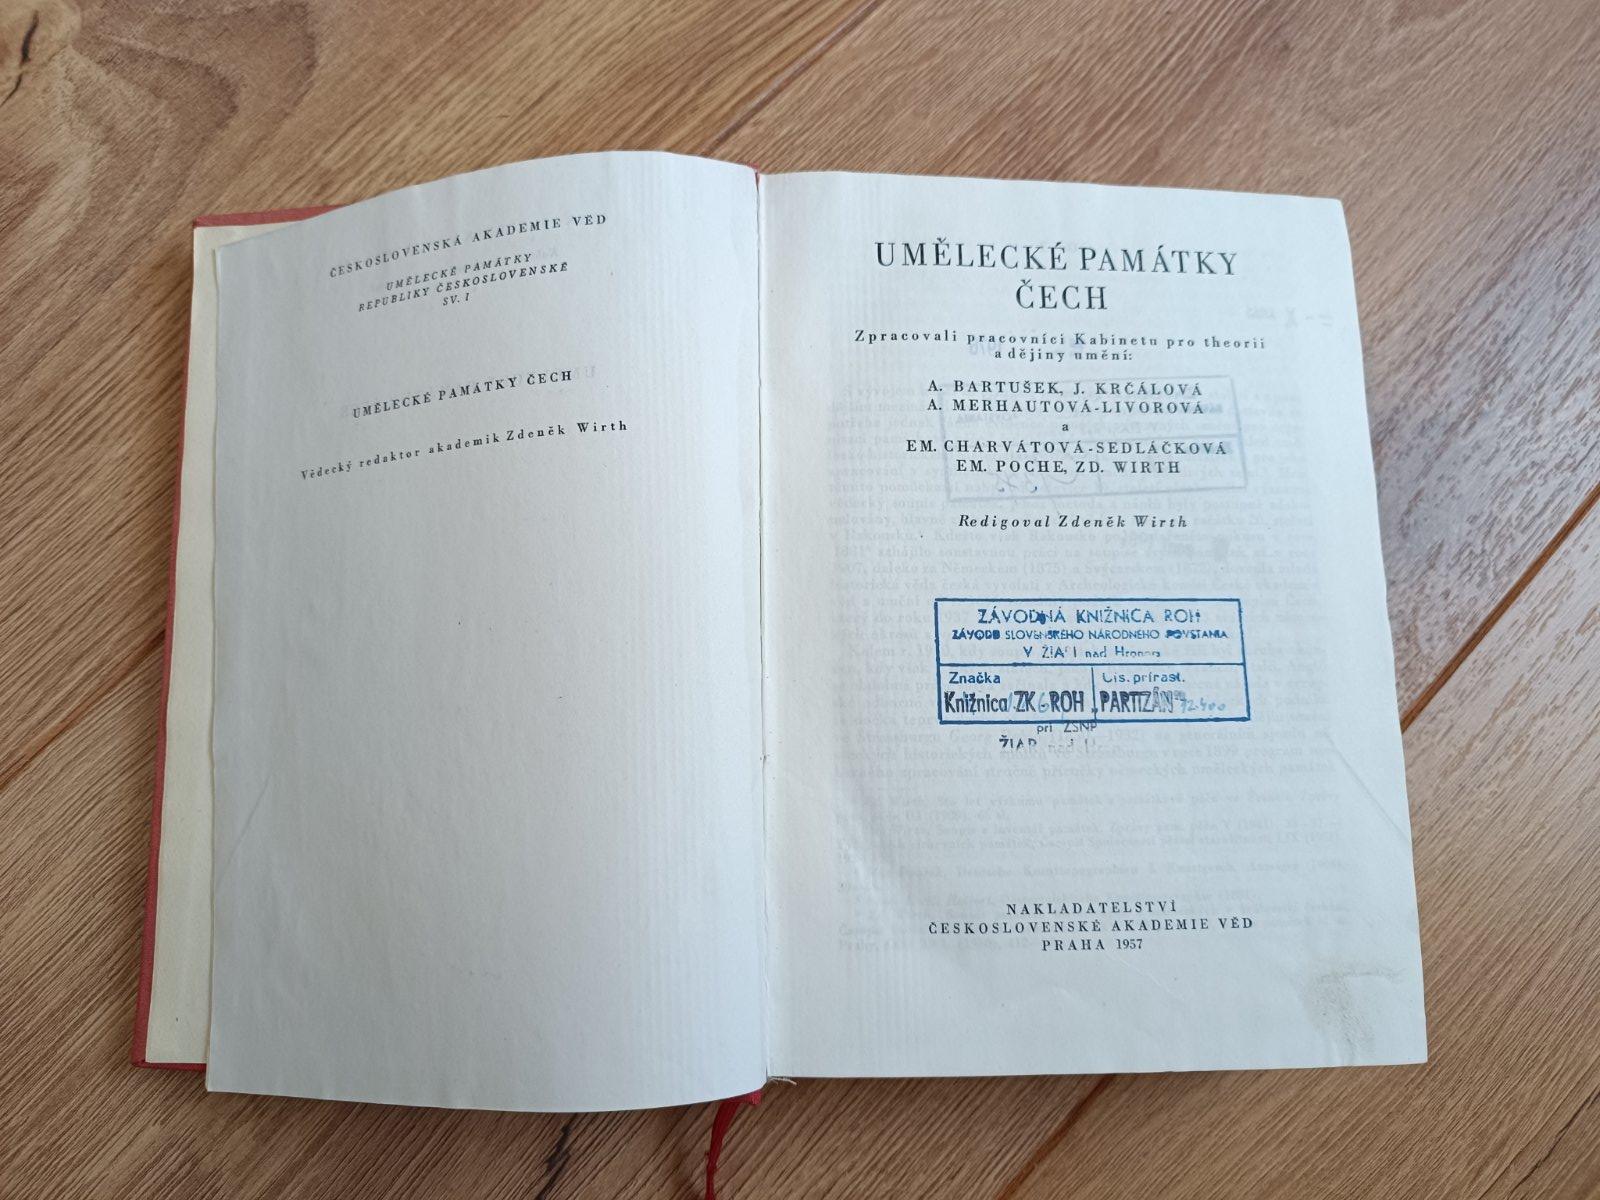 ČESKOSLOVENSKÁ AKADEMIE VĚD
UMĚLECKÉ PAMÁTKY
REPUBLIKY ČESKOSLOVENSKÉ
SV. I
UMĚLECKÉ PAMÁTKY ČECH
Vědecký redaktor akademik Zdeněk Wirth
UMĚLECKÉ PAMÁTKY
ČECH
Zpracovali pracovníci Kabinetu pro theorii
a dějiny umění:
A. BARTUŠEK, J. KRČÁLOVÁ
A. MERHAUTOVÁ-LIVOROVÁ
a
EM. CHARVÁTOVÁ-SEDLÁČKOVÁ
EM. POCHE, ZD. WIRTH
Redigoval Zdeněk Wirth
ZÁVODNÁ KNIŽNICA ROH
ZÁVODU SLOVENSKÉHO NÁRODNÉHO POVSTANIA
V ŽIARI nad Hronom
Značka
Čís. prírast.
Knižnica ZK-ROH „PARTIZÁN"
pri ZSNP
ŽIAR nad
NAKLADATELSTVÍ
ČESKOSLOVENSKÉ AKADEMIE VĚD
PRAHA 1957